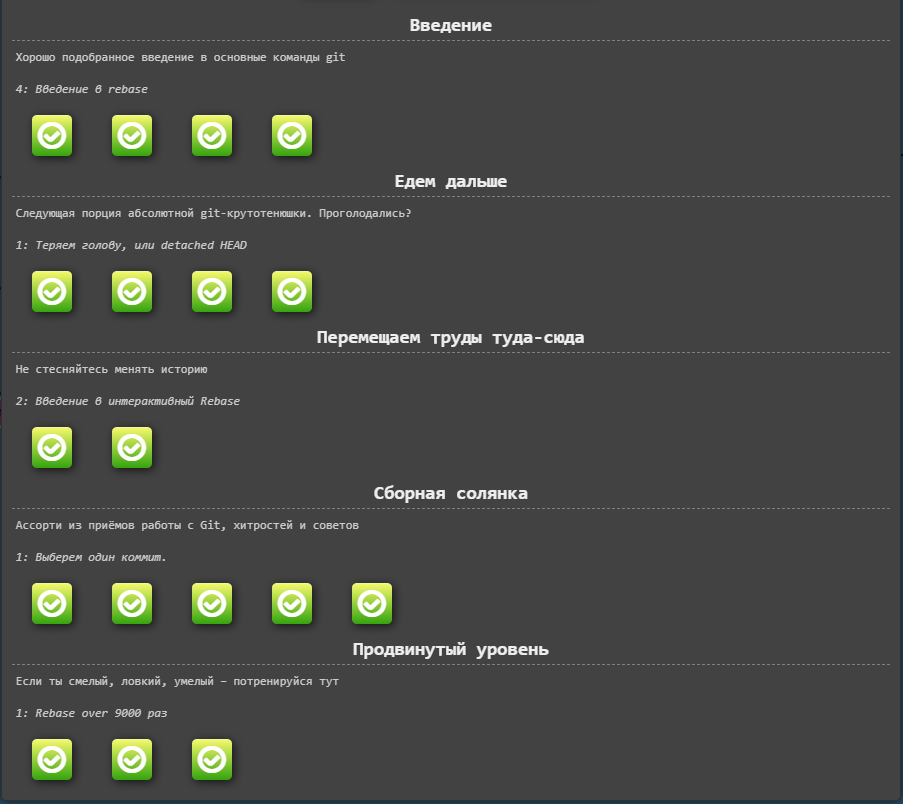 Введение
Хорошо подобранное введение в основные команды git
4: Введение в rebase
Едем дальше
Следующая порция абсолютной git-крутотенюшки. Проголодались?
1: Теряем голову, или detached HEAD
Перемещаем труды туда-сюда
Не стесняйтесь менять историю
2: Введение в интерактивный Rebase
Сборная солянка
Ассорти из приёмов работы с Git, хитростей и советов
1: Выберем один коммит.
Продвинутый уровень
Если ты смелый, ловкий, умелый – потренируйся тут
1: Rebase over 9000 раз